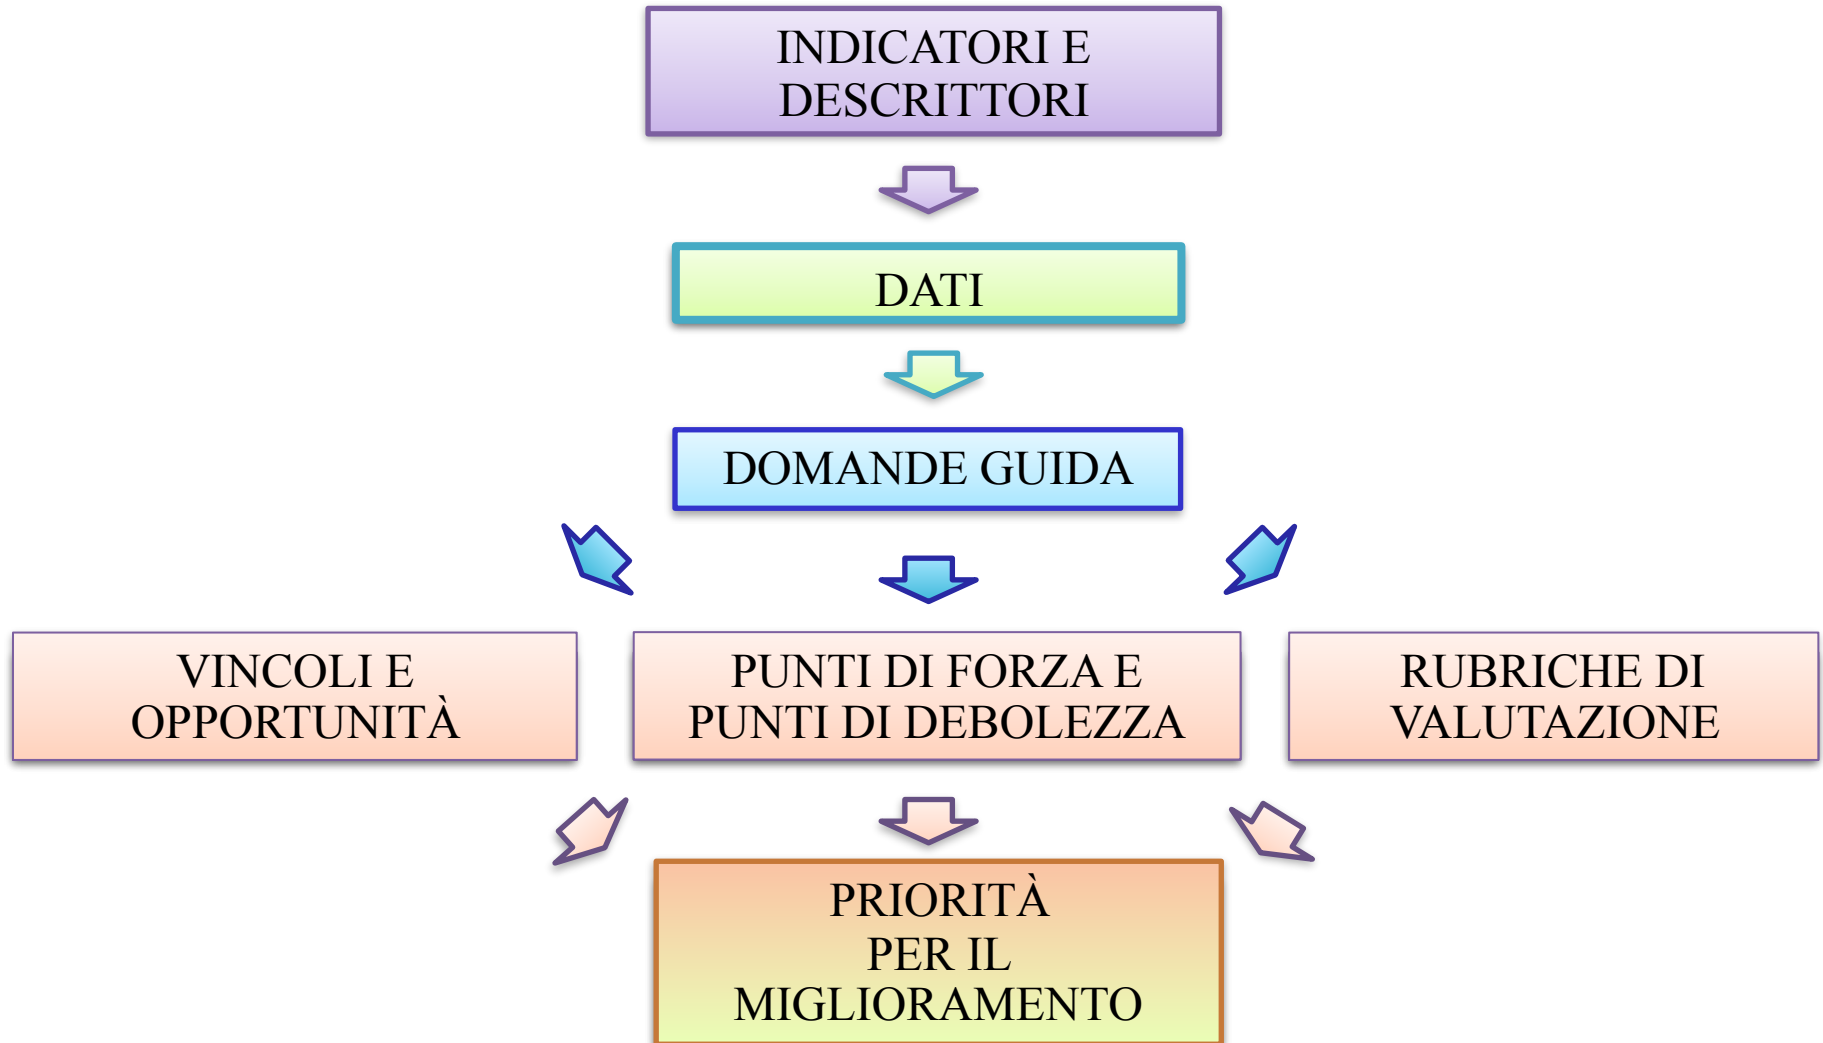 INDICATORI E
DESCRITTORI
DATI
DOMANDE GUIDA
VINCOLI E
OPPORTUNITÀ
PUNTI DI FORZA E
PUNTI DI DEBOLEZZA
RUBRICHE DI
VALUTAZIONE
PRIORITÀ
PER IL
MIGLIORAMENTO